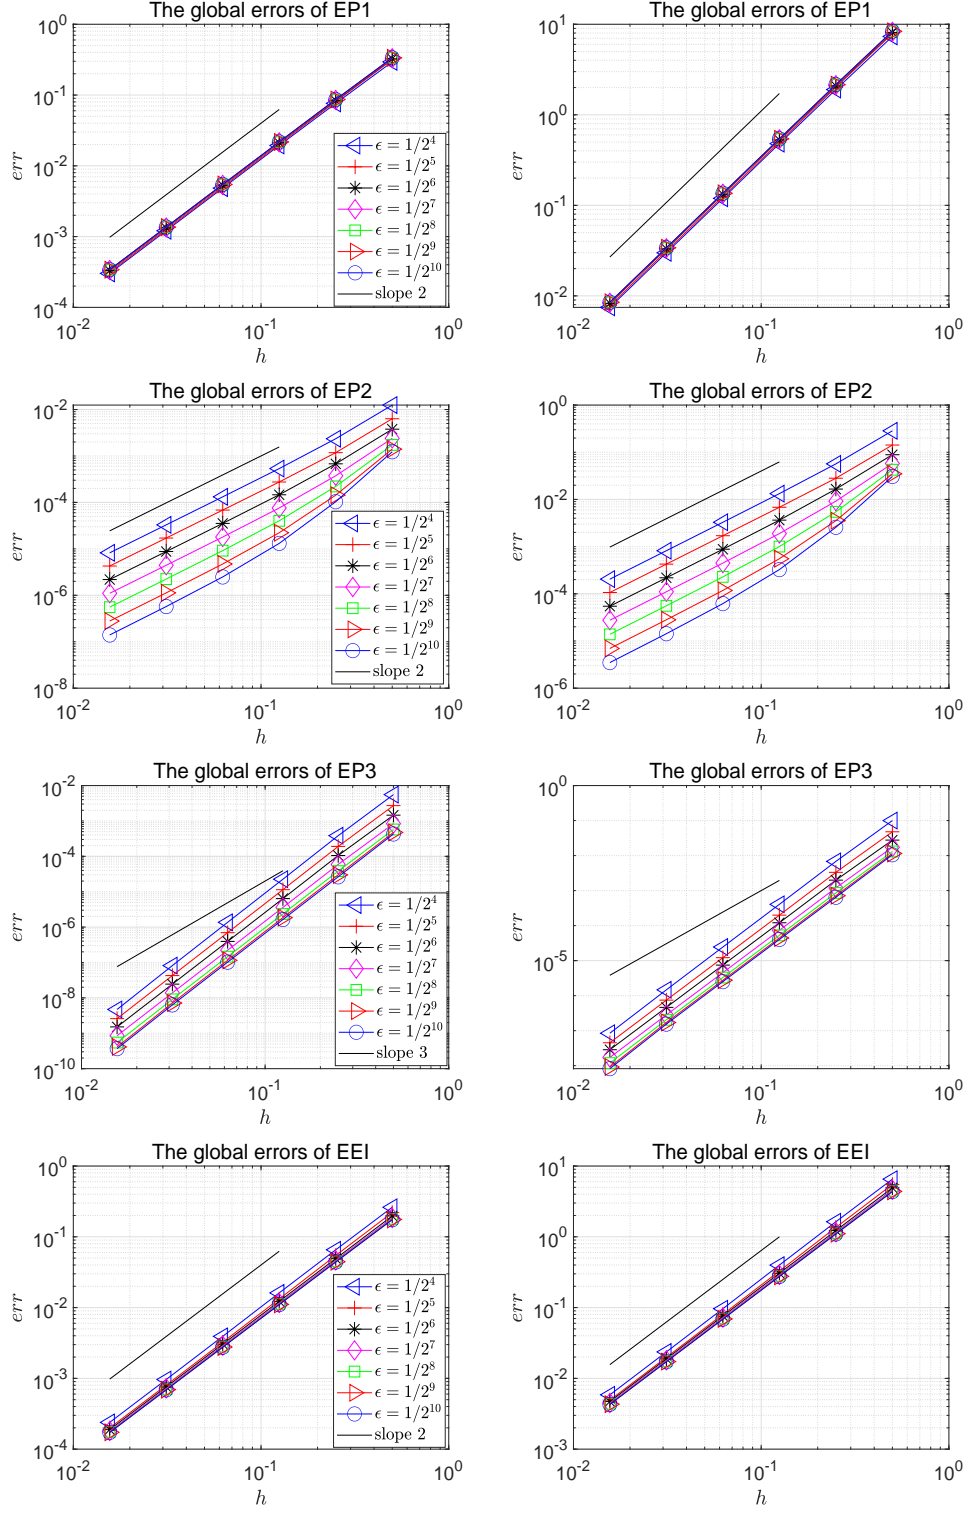 The global errors of EP1
10^0
10^-1
10^-2
10^-3
10^-4
err
ϵ = 1/2^4
ϵ = 1/2^5
ϵ = 1/2^6
ϵ = 1/2^7
ϵ = 1/2^8
ϵ = 1/2^9
ϵ = 1/2^10
slope 2
10^-2
10^-1
10^0
h
The global errors of EP1
10^1
10^0
10^-1
10^-2
err
10^-2
10^-1
10^0
h
The global errors of EP2
10^-2
10^-4
10^-6
10^-8
err
ϵ = 1/2^4
ϵ = 1/2^5
ϵ = 1/2^6
ϵ = 1/2^7
ϵ = 1/2^8
ϵ = 1/2^9
ϵ = 1/2^10
slope 2
10^-2
10^-1
10^0
h
The global errors of EP2
10^0
10^-2
10^-4
10^-6
err
10^-2
10^-1
10^0
h
The global errors of EP3
10^-2
10^-4
10^-6
10^-8
10^-10
err
ϵ = 1/2^4
ϵ = 1/2^5
ϵ = 1/2^6
ϵ = 1/2^7
ϵ = 1/2^8
ϵ = 1/2^9
ϵ = 1/2^10
slope 3
10^-2
10^-1
10^0
h
The global errors of EP3
10^0
10^-5
err
10^-2
10^-1
10^0
h
The global errors of EEI
10^0
10^-1
10^-2
10^-3
10^-4
err
ϵ = 1/2^4
ϵ = 1/2^5
ϵ = 1/2^6
ϵ = 1/2^7
ϵ = 1/2^8
ϵ = 1/2^9
ϵ = 1/2^10
slope 2
10^-2
10^-1
10^0
h
The global errors of EEI
10^1
10^0
10^-1
10^-2
10^-3
err
10^-2
10^-1
10^0
h